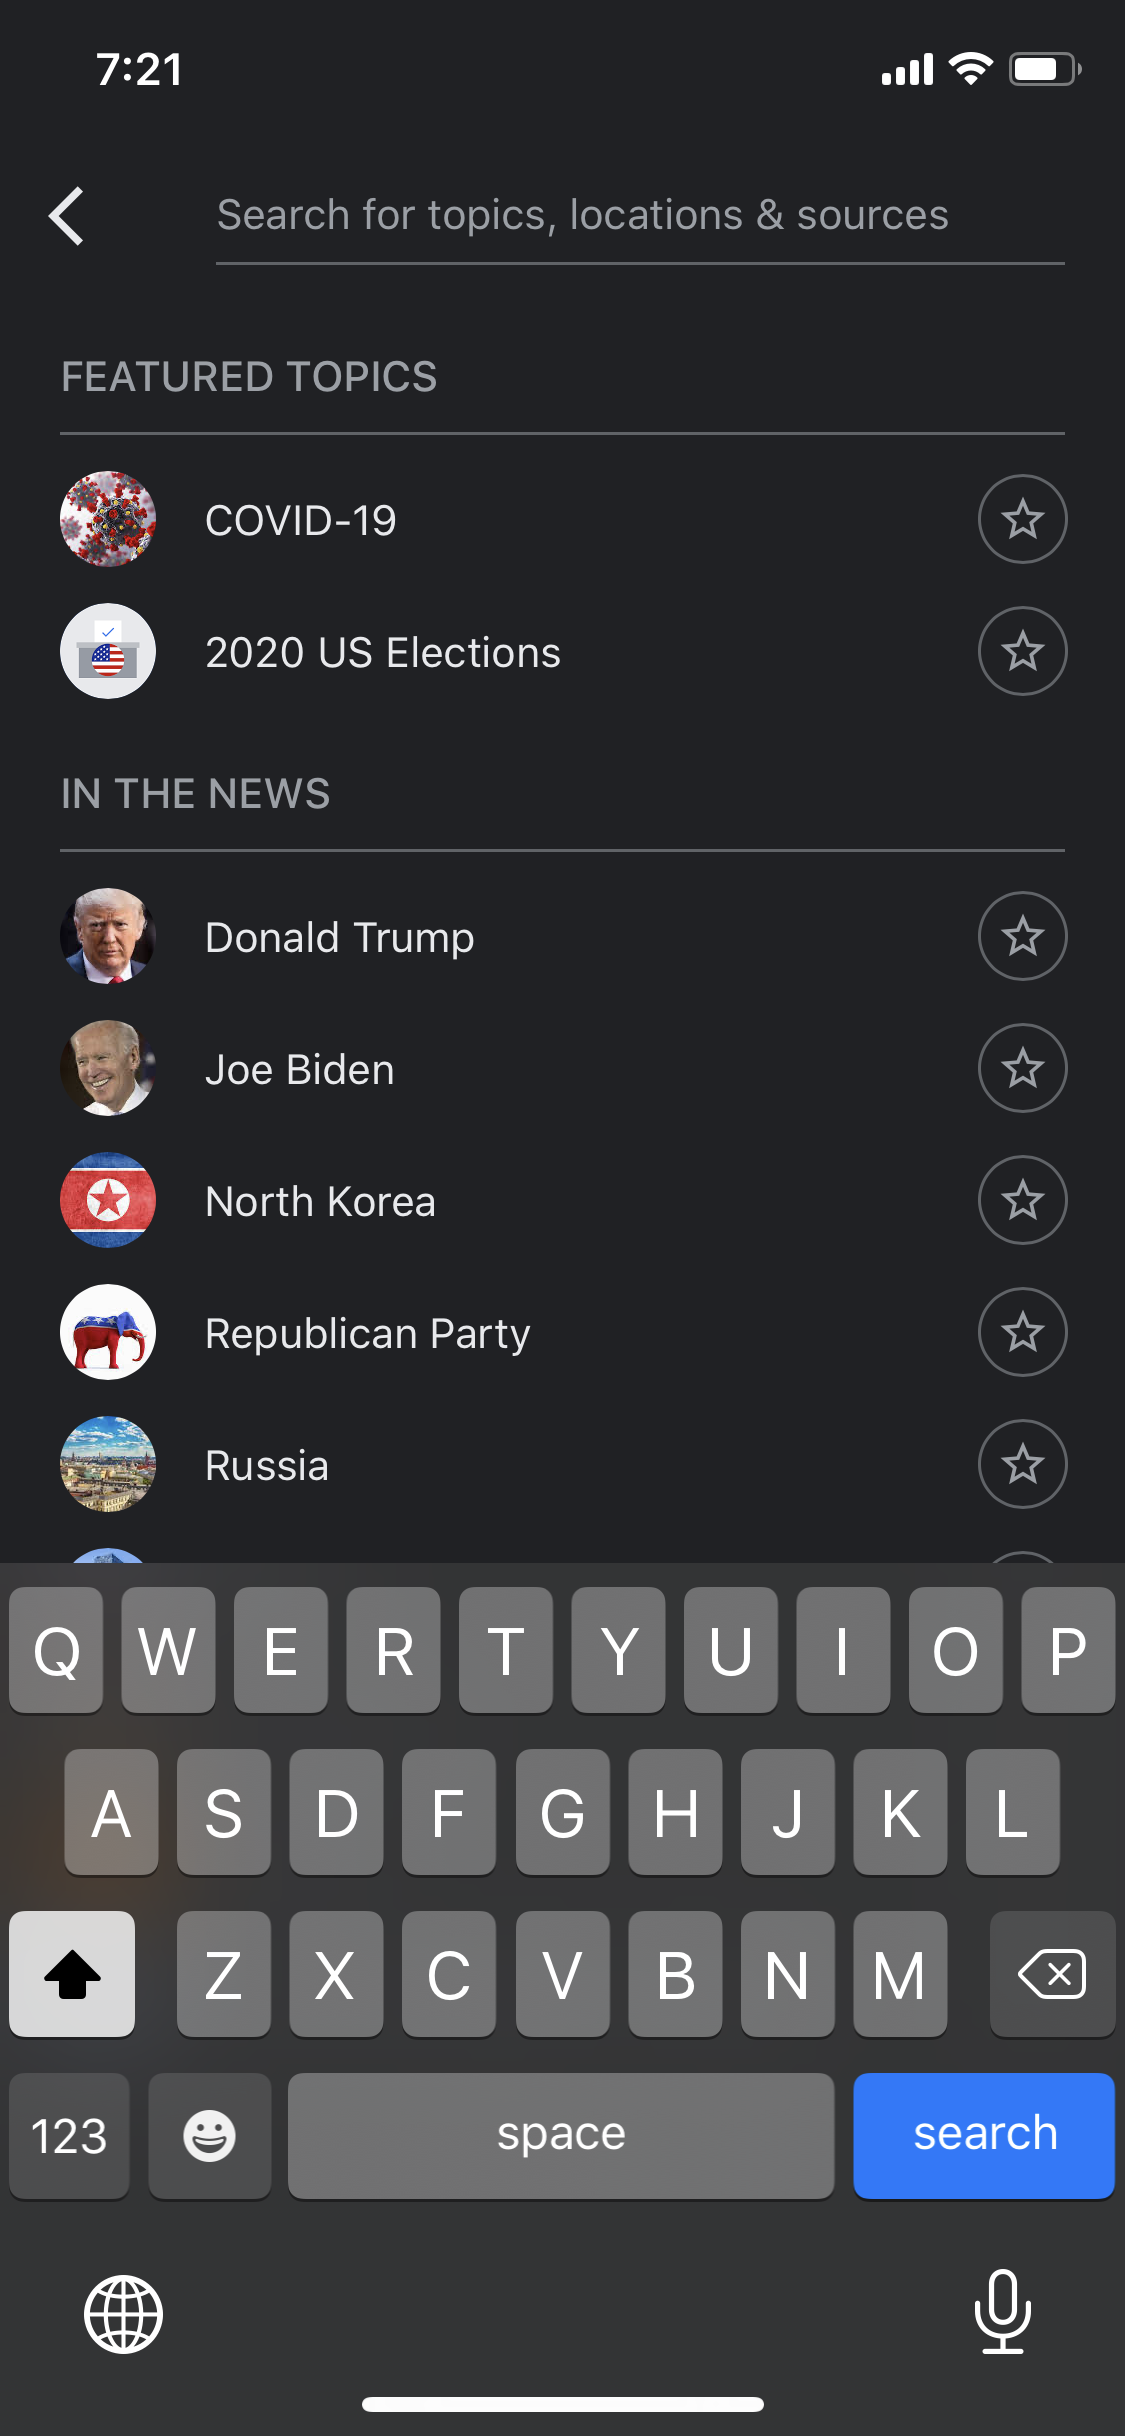 7:21
Search for topics, locations & sources
FEATURED TOPICS
COVID-19
2020 US Elections
IN THE NEWS
Donald Trump
Joe Biden
North Korea
Republican Party
Russia
Q W E R T Y U I O P
A S D F G H J K L
Z X C V B N M
123 space search